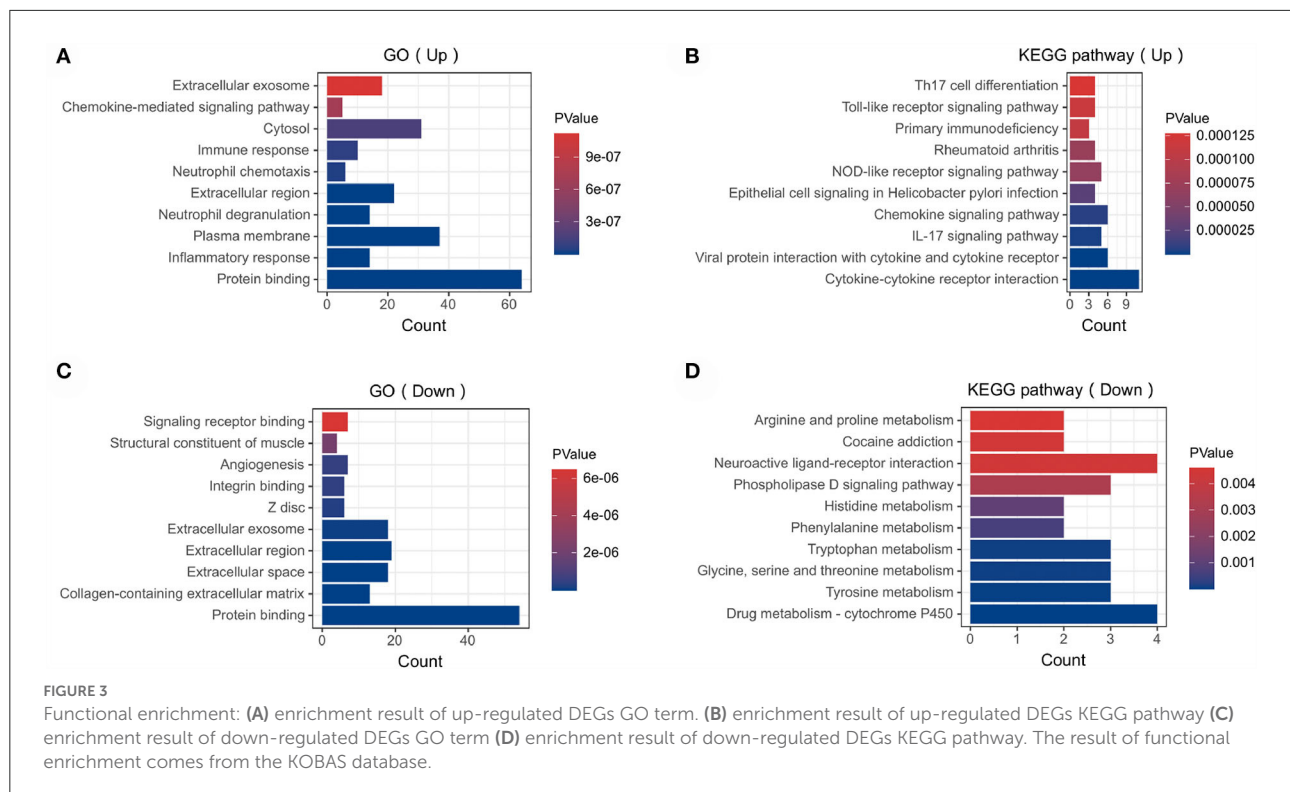 A
GO ( Up )
Extracellular exosome
Chemokine-mediated signaling pathway
Cytosol
Immune response
Neutrophil chemotaxis
Extracellular region
Neutrophil degranulation
Plasma membrane
Inflammatory response
Protein binding
0 20 40 60
Count
PValue
9e-07
6e-07
3e-07
B
KEGG pathway ( Up )
Th17 cell differentiation
Toll-like receptor signaling pathway
Primary immunodeficiency
Rheumatoid arthritis
NOD-like receptor signaling pathway
Epithelial cell signaling in Helicobacter pylori infection
Chemokine signaling pathway
IL-17 signaling pathway
Viral protein interaction with cytokine and cytokine receptor
Cytokine-cytokine receptor interaction
0 3 6 9
Count
PValue
0.000125
0.000100
0.000075
0.000050
0.000025
C
GO ( Down )
Signaling receptor binding
Structural constituent of muscle
Angiogenesis
Integrin binding
Z disc
Extracellular exosome
Extracellular region
Extracellular space
Collagen-containing extracellular matrix
Protein binding
0 20 40
Count
PValue
6e-06
4e-06
2e-06
D
KEGG pathway ( Down )
Arginine and proline metabolism
Cocaine addiction
Neuroactive ligand-receptor interaction
Phospholipase D signaling pathway
Histidine metabolism
Phenylalanine metabolism
Tryptophan metabolism
Glycine, serine and threonine metabolism
Tyrosine metabolism
Drug metabolism - cytochrome P450
0 1 2 3 4
Count
PValue
0.004
0.003
0.002
0.001
FIGURE 3
Functional enrichment: (A) enrichment result of up-regulated DEGs GO term. (B) enrichment result of up-regulated DEGs KEGG pathway (C)
enrichment result of down-regulated DEGs GO term (D) enrichment result of down-regulated DEGs KEGG pathway. The result of functional
enrichment comes from the KOBAS database.